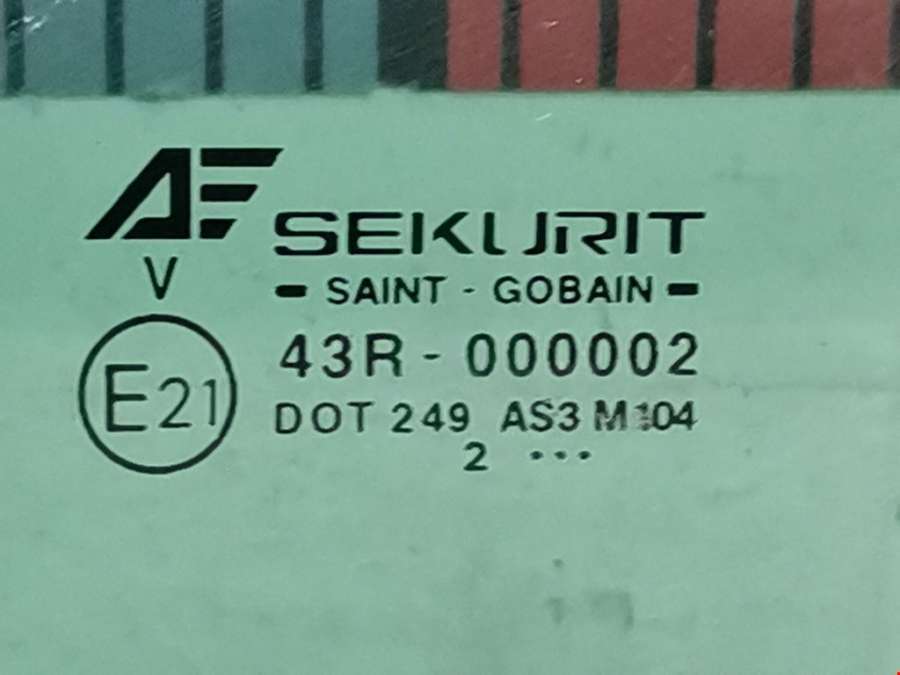 AF
SEKURIT
V
- SAINT - GOBAIN -
E21
43R - 000002
DOT 249 AS3 M104
2 ...